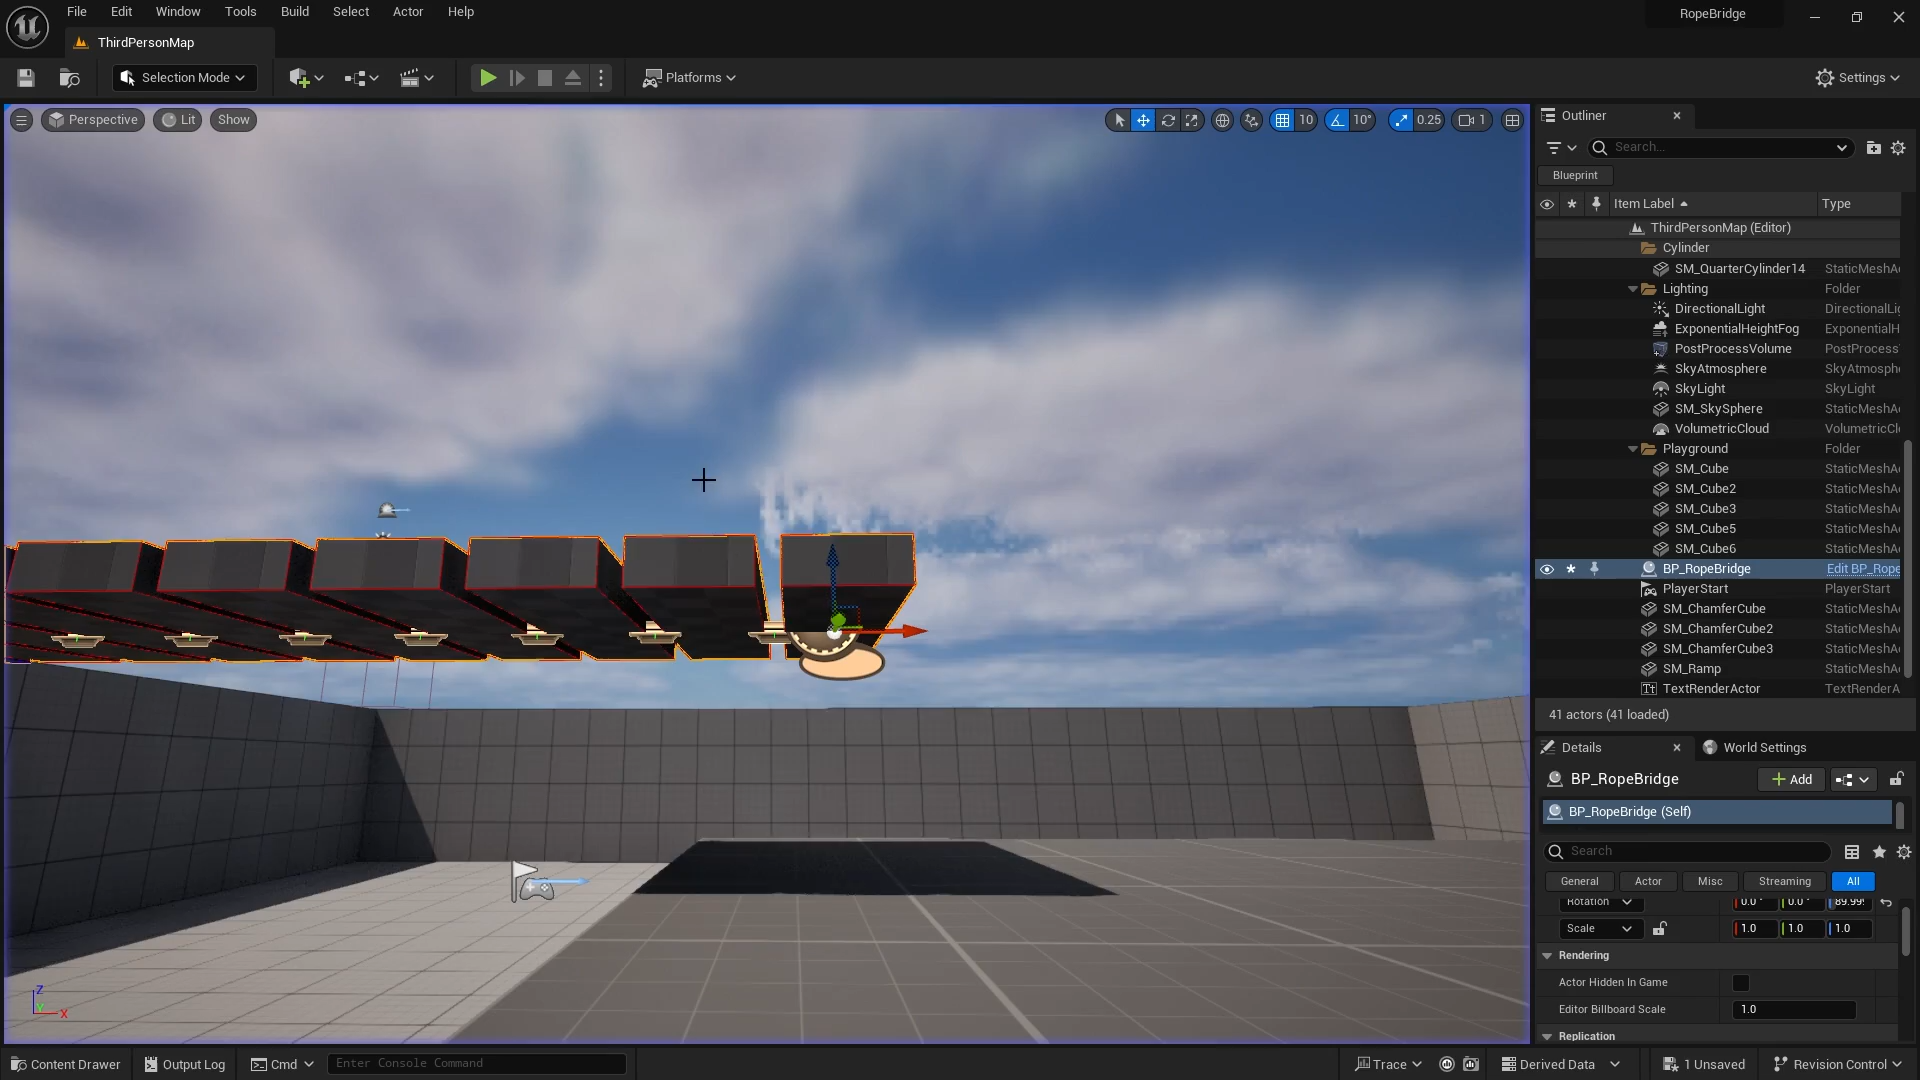 File Edit Window Tools Build Select Actor Help
RopeBridge
ThirdPersonMap
Selection Mode
Platforms
Settings
Perspective
Lit
Show
10
10°
0.25
1
Outliner
Search...
Blueprint
Item Label
Type
ThirdPersonMap (Editor)
Cylinder
SM_QuarterCylinder14 StaticMeshA
Lighting Folder
DirectionalLight DirectionalLi
ExponentialHeightFog ExponentialH
PostProcessVolume PostProcess
SkyAtmosphere SkyAtmosph
SkyLight SkyLight
SM_SkySphere StaticMeshA
VolumetricCloud VolumetricCl
Playground Folder
SM_Cube StaticMeshA
SM_Cube2 StaticMeshA
SM_Cube3 StaticMeshA
SM_Cube5 StaticMeshA
SM_Cube6 StaticMeshA
BP_RopeBridge Edit BP_Rope
PlayerStart PlayerStart
SM_ChamferCube StaticMeshA
SM_ChamferCube2 StaticMeshA
SM_ChamferCube3 StaticMeshA
SM_Ramp StaticMeshA
TextRenderActor TextRenderA
41 actors (41 loaded)
Details
World Settings
BP_RopeBridge
Add
BP_RopeBridge (Self)
Search
General Actor Misc Streaming All
Rotation 0.0° 0.0° 89.99
Scale 1.0 1.0 1.0
Rendering
Actor Hidden In Game
Editor Billboard Scale 1.0
Replication
Z
X
Content Drawer
Output Log
Cmd
Enter Console Command
Trace
Derived Data
1 Unsaved
Revision Control